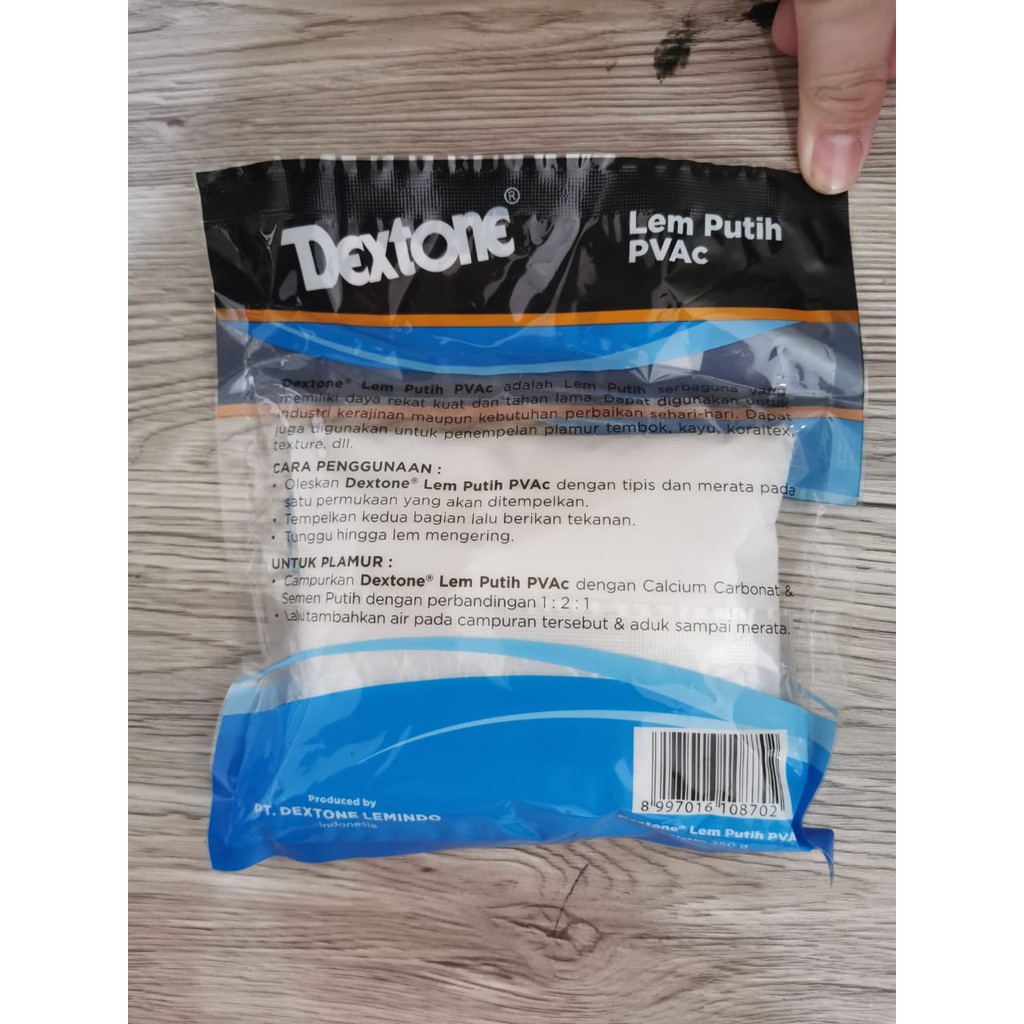 Dextone®
Lem Putih
PVAc
Dextone® Lem Putih PVAc adalah Lem Putih serbaguna yang
memiliki daya rekat kuat dan tahan lama. Dapat digunakan untuk
industri kerajinan maupun kebutuhan perbaikan sehari-hari. Dapat
juga digunakan untuk penempelan plamur tembok, kayu, koraltex,
texture, dll.
CARA PENGGUNAAN :
• Oleskan Dextone® Lem Putih PVAc dengan tipis dan merata pada
satu permukaan yang akan ditempelkan.
• Tempelkan kedua bagian lalu berikan tekanan.
• Tunggu hingga lem mengering.
UNTUK PLAMUR :
• Campurkan Dextone® Lem Putih PVAc dengan Calcium Carbonat &
Semen Putih dengan perbandingan 1 : 2 : 1
• Lalu tambahkan air pada campuran tersebut & aduk sampai merata.
8 997016 108702
Produced by
PT. DEXTONE LEMINDO
Indonesia
Dextone® Lem Putih PVA
Netto 350 g